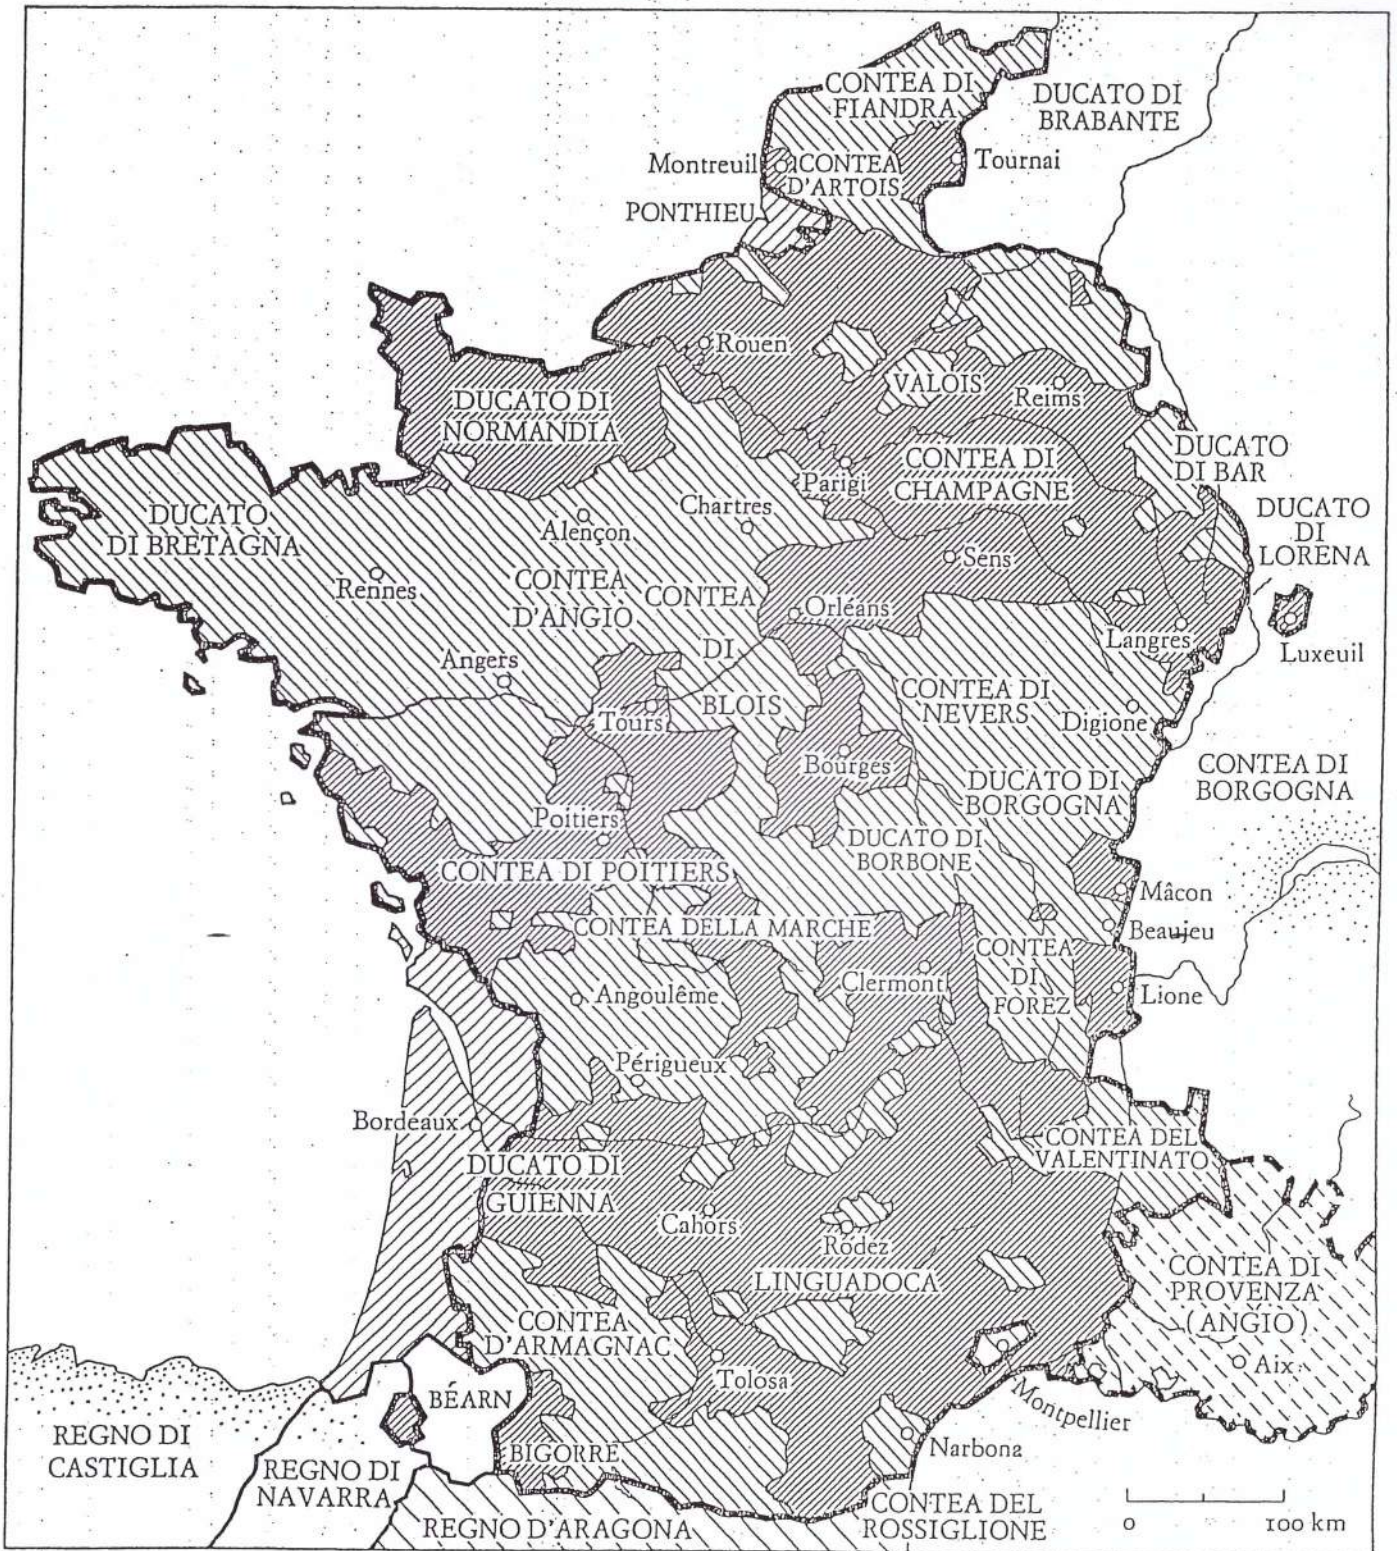 CONTEA DI
FIANDRA
DUCATO DI
BRABANTE
Montreuil
CONTEA
D'ARTOIS
Tournai
PONTHIEU
Rouen
VALOIS
Reims
DUCATO DI
NORMANDIA
Parigi
CONTEA DI
CHAMPAGNE
DUCATO
DI BAR
DUCATO
DI BRETAGNA
Alençon
Chartres
DUCATO
DI
LORENA
Rennes
CONTEA
D'ANGIO
Sens
CONTEA
DI
BLOIS
Orléans
Langres
Luxeuil
Angers
Tours
CONTEA DI
NEVERS
Digione
Bourges
CONTEA DI
BORGOGNA
DUCATO DI
BORGOGNA
Poitiers
DUCATO DI
BORBONE
CONTEA DI POITIERS
Mâcon
CONTEA DELLA MARCHE
Beaujeu
CONTEA
DI
FOREZ
Clermont
Lione
Angoulême
Périgueux
Bordeaux
CONTEA DEL
VALENTINATO
DUCATO DI
GUIENNA
Cahors
Rodez
LINGUADOCA
CONTEA DI
PROVENZA
(ANGIO)
CONTEA
D'ARMAGNAC
Aix
Tolosa
BÉARN
Montpellier
REGNO DI
CASTIGLIA
BIGORRE
Narbona
REGNO DI
NAVARRA
CONTEA DEL
ROSSIGLIONE
REGNO D'ARAGONA
0 100 km